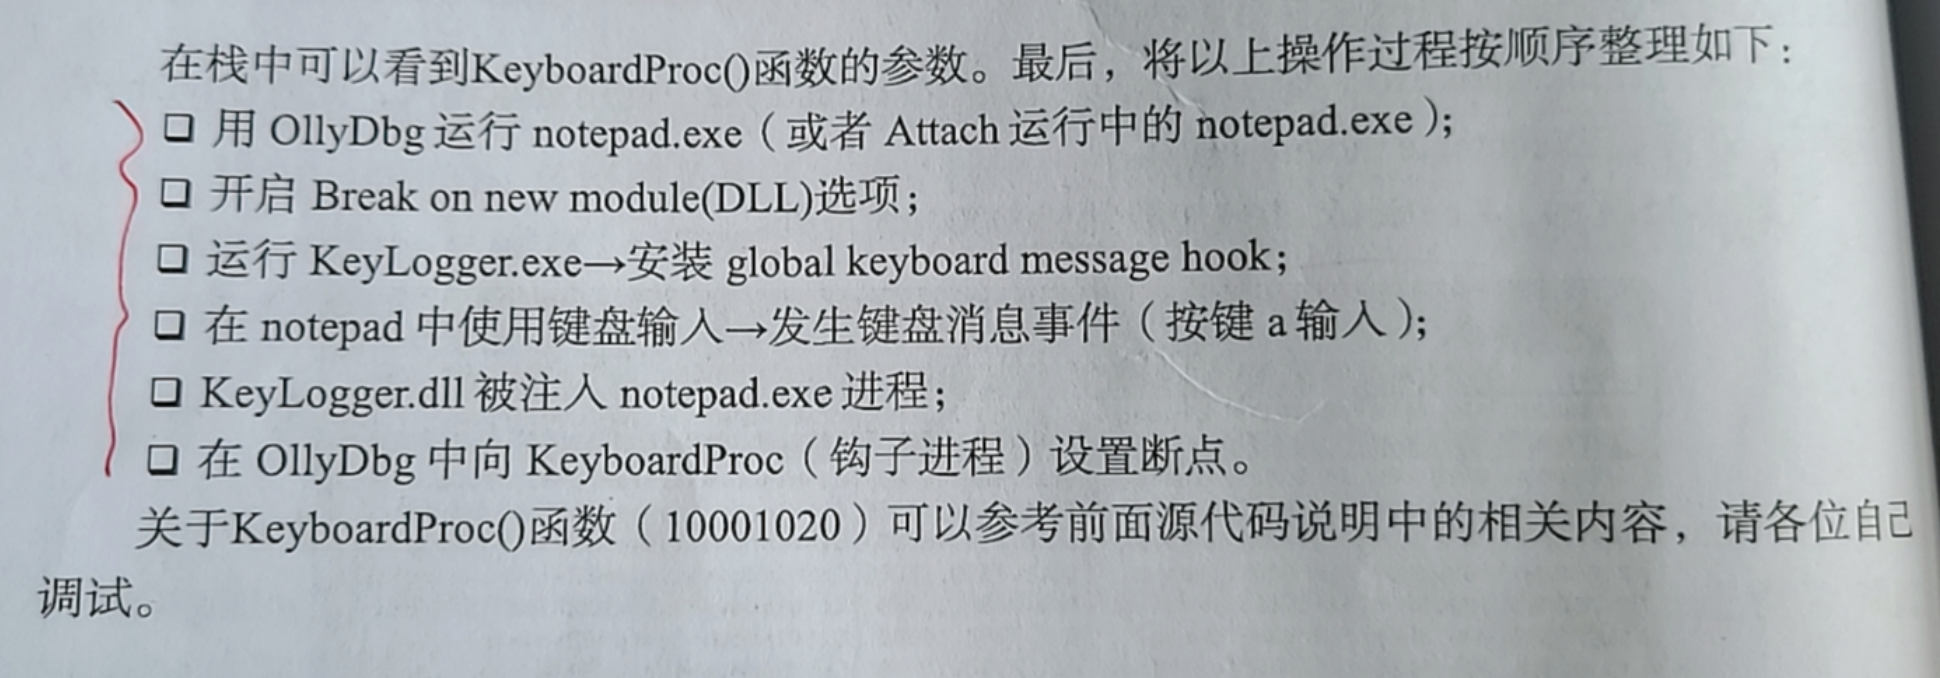 在栈中可以看到KeyboardProc()函数的参数。最后，将以上操作过程按顺序整理如下：
❑ 用 OllyDbg 运行 notepad.exe（或者 Attach 运行中的 notepad.exe）；
❑ 开启 Break on new module(DLL)选项；
❑ 运行 KeyLogger.exe→安装 global keyboard message hook；
❑ 在 notepad 中使用键盘输入→发生键盘消息事件（按键 a 输入）；
❑ KeyLogger.dll 被注入 notepad.exe 进程；
❑ 在 OllyDbg 中向 KeyboardProc（钩子进程）设置断点。
关于KeyboardProc()函数（10001020）可以参考前面源代码说明中的相关内容，请各位自己
调试。